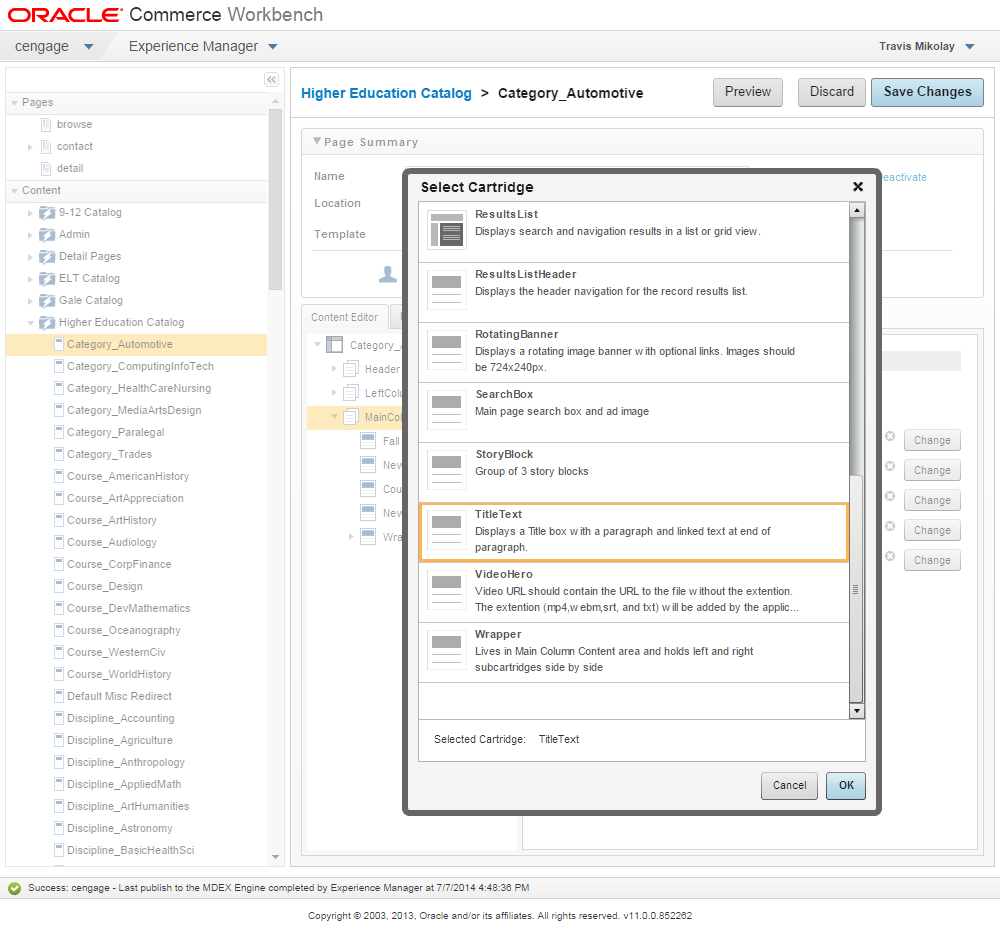 ORACLE Commerce Workbench
cengage
Experience Manager
Travis Mikolay
Pages
browse
contact
detail
Content
9-12 Catalog
Admin
Detail Pages
ELT Catalog
Gale Catalog
Higher Education Catalog
Category_Automotive
Category_ComputingInfoTech
Category_HealthCareNursing
Category_MediaArtsDesign
Category_Paralegal
Category_Trades
Course_AmericanHistory
Course_ArtAppreciation
Course_ArtHistory
Course_Audiology
Course_CorpFinance
Course_Design
Course_DevMathematics
Course_Oceanography
Course_WesternCiv
Course_WorldHistory
Default Misc Redirect
Discipline_Accounting
Discipline_Agriculture
Discipline_Anthropology
Discipline_AppliedMath
Discipline_ArtHumanities
Discipline_Astronomy
Discipline_BasicHealthSci
Higher Education Catalog > Category_Automotive
Preview
Discard
Save Changes
Page Summary
Name
Location
Template
eactivate
Content Editor
Category_
Header
LeftColu
MainCol
Fall
New
Cou
New
Wra
Change
Change
Change
Change
Change
Select Cartridge
ResultsList
Displays search and navigation results in a list or grid view.
ResultsListHeader
Displays the header navigation for the record results list.
RotatingBanner
Displays a rotating image banner with optional links. Images should
be 724x240px.
SearchBox
Main page search box and ad image
StoryBlock
Group of 3 story blocks
TitleText
Displays a Title box with a paragraph and linked text at end of
paragraph.
VideoHero
Video URL should contain the URL to the file without the extention.
The extention (mp4,webm,srt, and txt) will be added by the applic...
Wrapper
Lives in Main Column Content area and holds left and right
subcartridges side by side
Selected Cartridge: TitleText
Cancel
OK
Success: cengage - Last publish to the MDEX Engine completed by Experience Manager at 7/7/2014 4:48:36 PM
Copyright © 2003, 2013, Oracle and/or its affiliates. All rights reserved. v11.0.0.852262